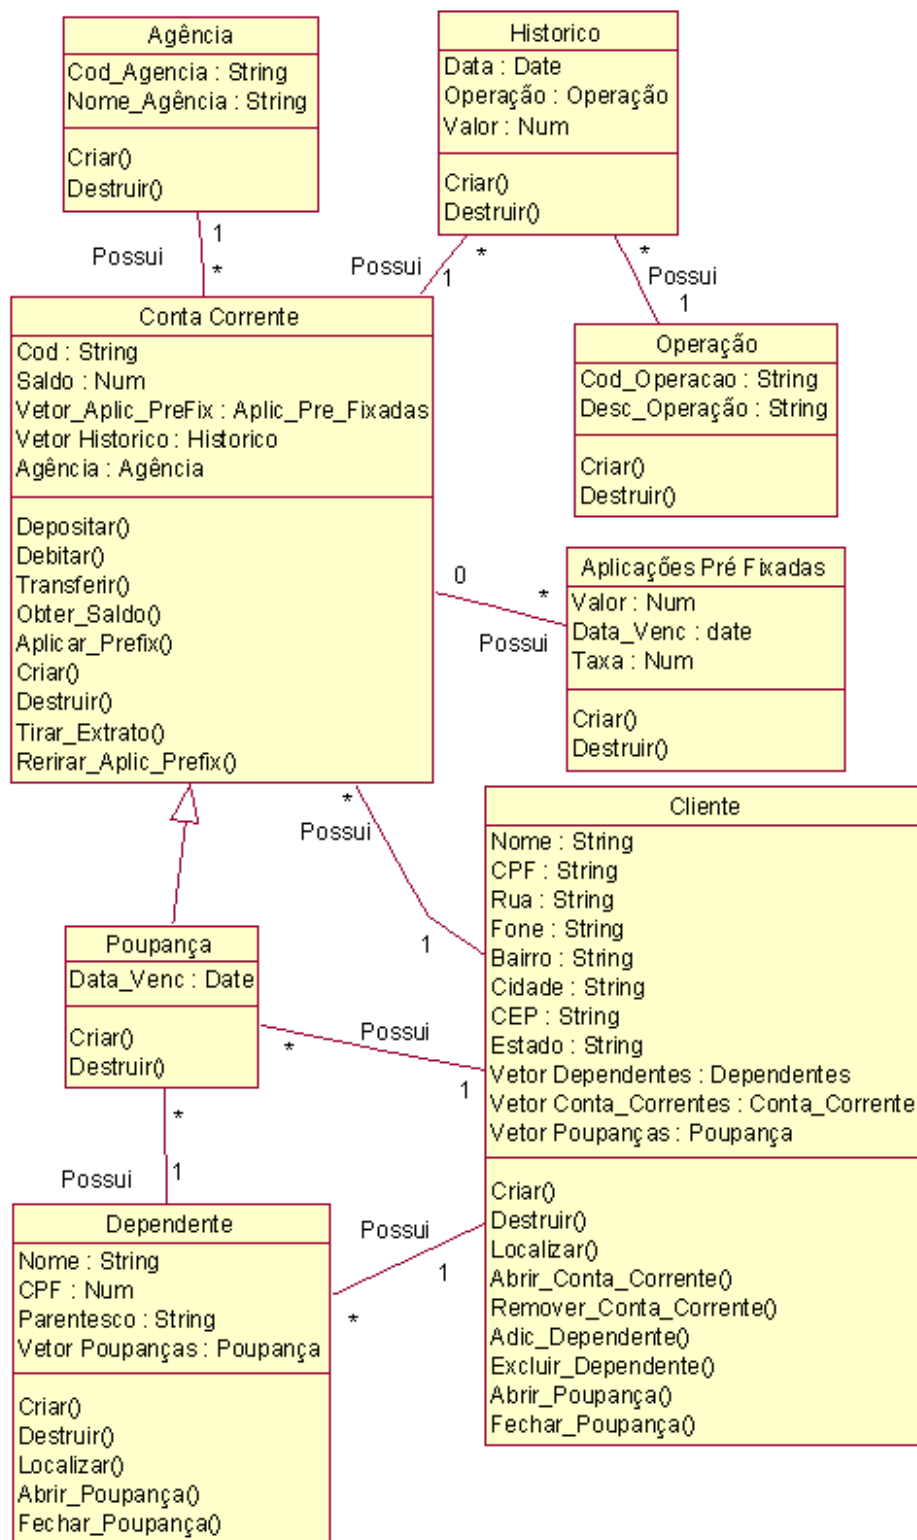 Agência
Cod_Agencia : String
Nome_Agência : String
Criar()
Destruir()
Historico
Data : Date
Operação : Operação
Valor : Num
Criar()
Destruir()
1
Possui
*
Possui
1
*
*
Possui
1
Conta Corrente
Cod : String
Saldo : Num
Vetor_Aplic_PreFix : Aplic_Pre_Fixadas
Vetor Historico : Historico
Agência : Agência
Depositar()
Debitar()
Transferir()
Obter_Saldo()
Aplicar_Prefix()
Criar()
Destruir()
Tirar_Extrato()
Rerirar_Aplic_Prefix()
Operação
Cod_Operacao : String
Desc_Operação : String
Criar()
Destruir()
0
*
Possui
Aplicações Pré Fixadas
Valor : Num
Data_Venc : date
Taxa : Num
Criar()
Destruir()
*
Possui
1
Cliente
Nome : String
CPF : String
Rua : String
Fone : String
Bairro : String
Cidade : String
CEP : String
Estado : String
Vetor Dependentes : Dependentes
Vetor Conta_Correntes : Conta_Corrente
Vetor Poupanças : Poupança
Criar()
Destruir()
Localizar()
Abrir_Conta_Corrente()
Remover_Conta_Corrente()
Adic_Dependente()
Excluir_Dependente()
Abrir_Poupança()
Fechar_Poupança()
Poupança
Data_Venc : Date
Criar()
Destruir()
Possui
*
1
*
1
Possui
Dependente
Nome : String
CPF : Num
Parentesco : String
Vetor Poupanças : Poupança
Criar()
Destruir()
Localizar()
Abrir_Poupança()
Fechar_Poupança()
Possui
1
*